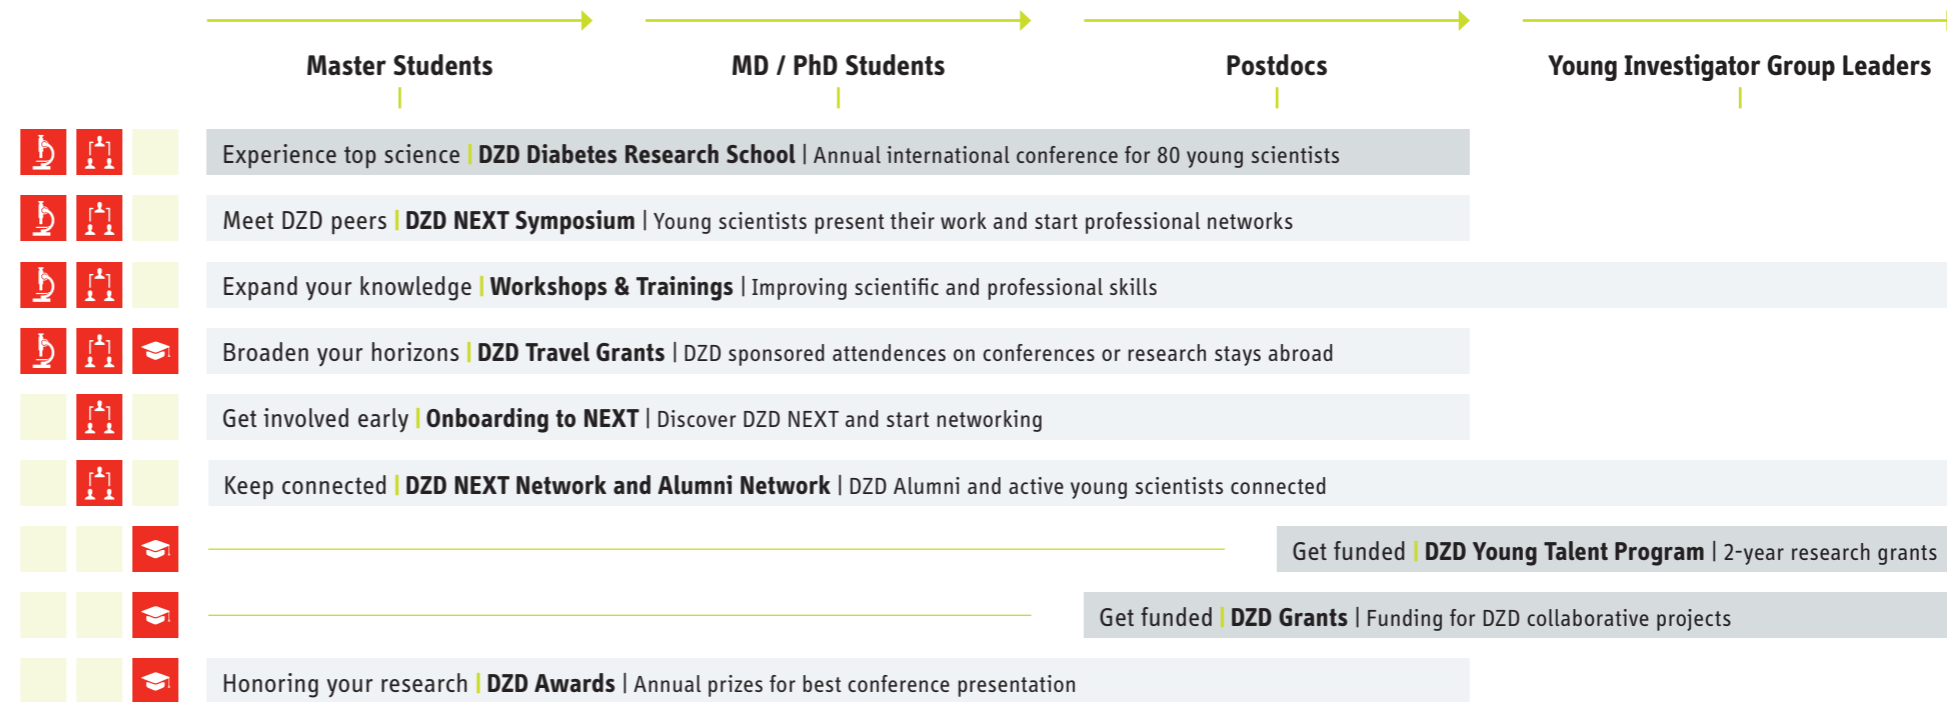 Master Students MD / PhD Students Postdocs Young Investigator Group Leaders
Experience top science | DZD Diabetes Research School | Annual international conference for 80 young scientists
Meet DZD peers | DZD NEXT Symposium | Young scientists present their work and start professional networks
Expand your knowledge | Workshops & Trainings | Improving scientific and professional skills
Broaden your horizons | DZD Travel Grants | DZD sponsored attendences on conferences or research stays abroad
Get involved early | Onboarding to NEXT | Discover DZD NEXT and start networking
Keep connected | DZD NEXT Network and Alumni Network | DZD Alumni and active young scientists connected
Get funded | DZD Young Talent Program | 2-year research grants
Get funded | DZD Grants | Funding for DZD collaborative projects
Honoring your research | DZD Awards | Annual prizes for best conference presentation